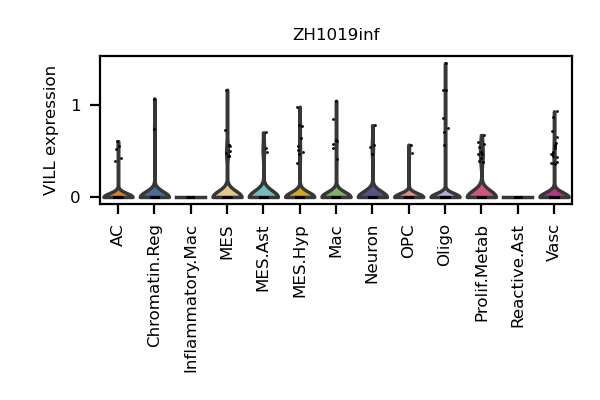 ZH1019inf
VILL expression
1
0
AC
Chromatin.Reg
Inflammatory.Mac
MES
MES.Ast
MES.Hyp
Mac
Neuron
OPC
Oligo
Prolif.Metab
Reactive.Ast
Vasc